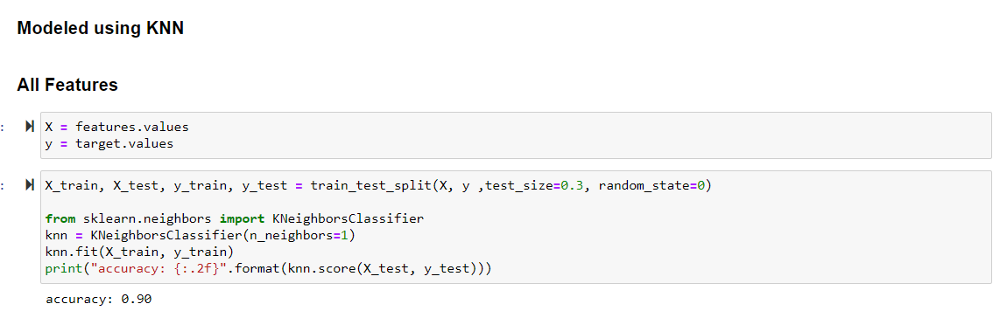 Modeled using KNN
All Features
: X = features.values
y = target.values
: X_train, X_test, y_train, y_test = train_test_split(X, y ,test_size=0.3, random_state=0)
from sklearn.neighbors import KNeighborsClassifier
knn = KNeighborsClassifier(n_neighbors=1)
knn.fit(X_train, y_train)
print("accuracy: {:.2f}".format(knn.score(X_test, y_test)))
accuracy: 0.90